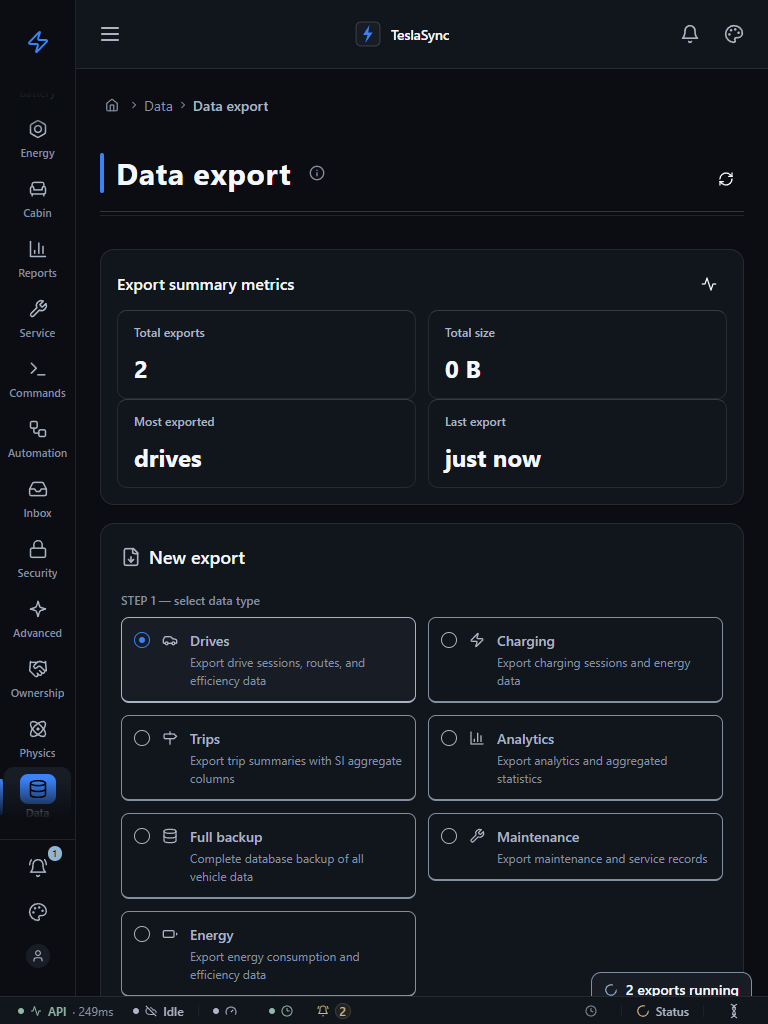 TeslaSync
Battery
Energy
Cabin
Reports
Service
Commands
Automation
Inbox
Security
Advanced
Ownership
Physics
Data
1
Data
Data export
Data export
Export summary metrics
Total exports
2
Total size
0 B
Most exported
drives
Last export
just now
New export
STEP 1 — select data type
Drives
Export drive sessions, routes, and
efficiency data
Charging
Export charging sessions and energy
data
Trips
Export trip summaries with SI aggregate
columns
Analytics
Export analytics and aggregated
statistics
Full backup
Complete database backup of all
vehicle data
Maintenance
Export maintenance and service records
Energy
Export energy consumption and
efficiency data
2 exports running
API · 249ms
Idle
2
Status